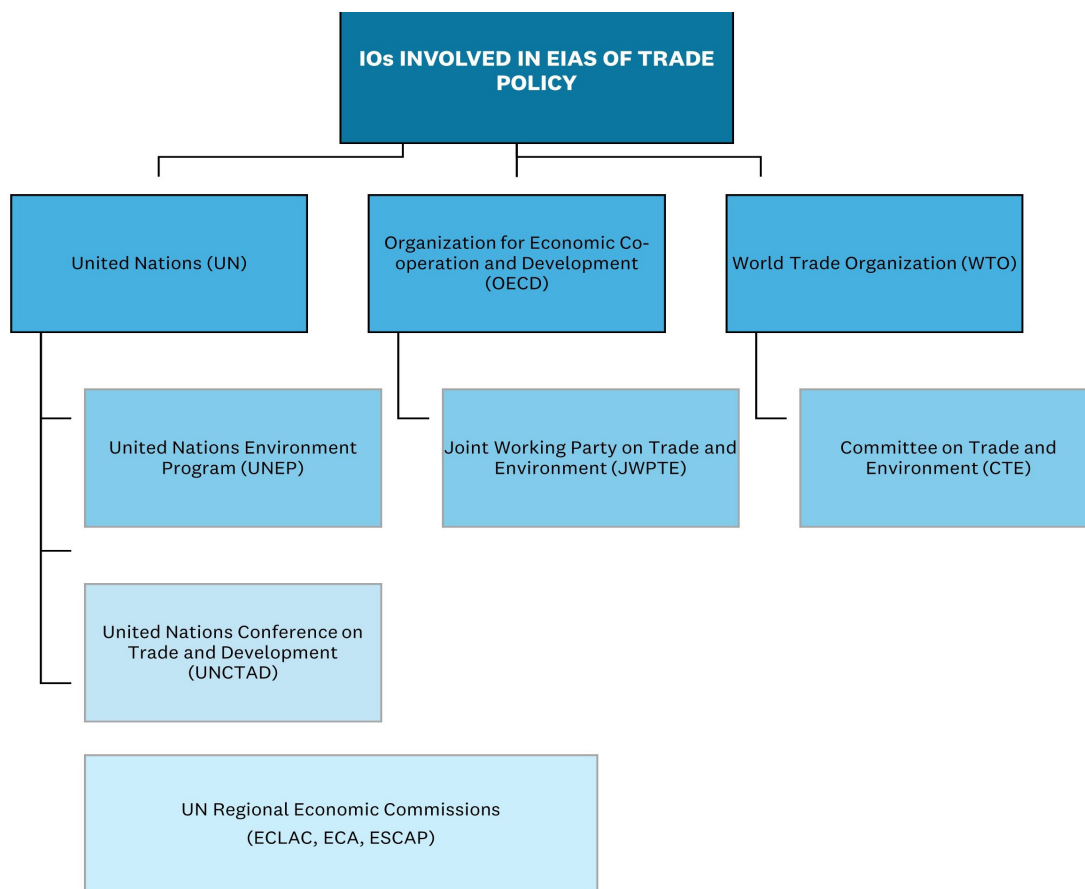 IOs INVOLVED IN EIAS OF TRADE
POLICY
United Nations (UN)
Organization for Economic Co-
operation and Development
(OECD)
World Trade Organization (WTO)
United Nations Environment
Program (UNEP)
Joint Working Party on Trade and
Environment (JWPTE)
Committee on Trade and
Environment (CTE)
United Nations Conference on
Trade and Development
(UNCTAD)
UN Regional Economic Commissions
(ECLAC, ECA, ESCAP)